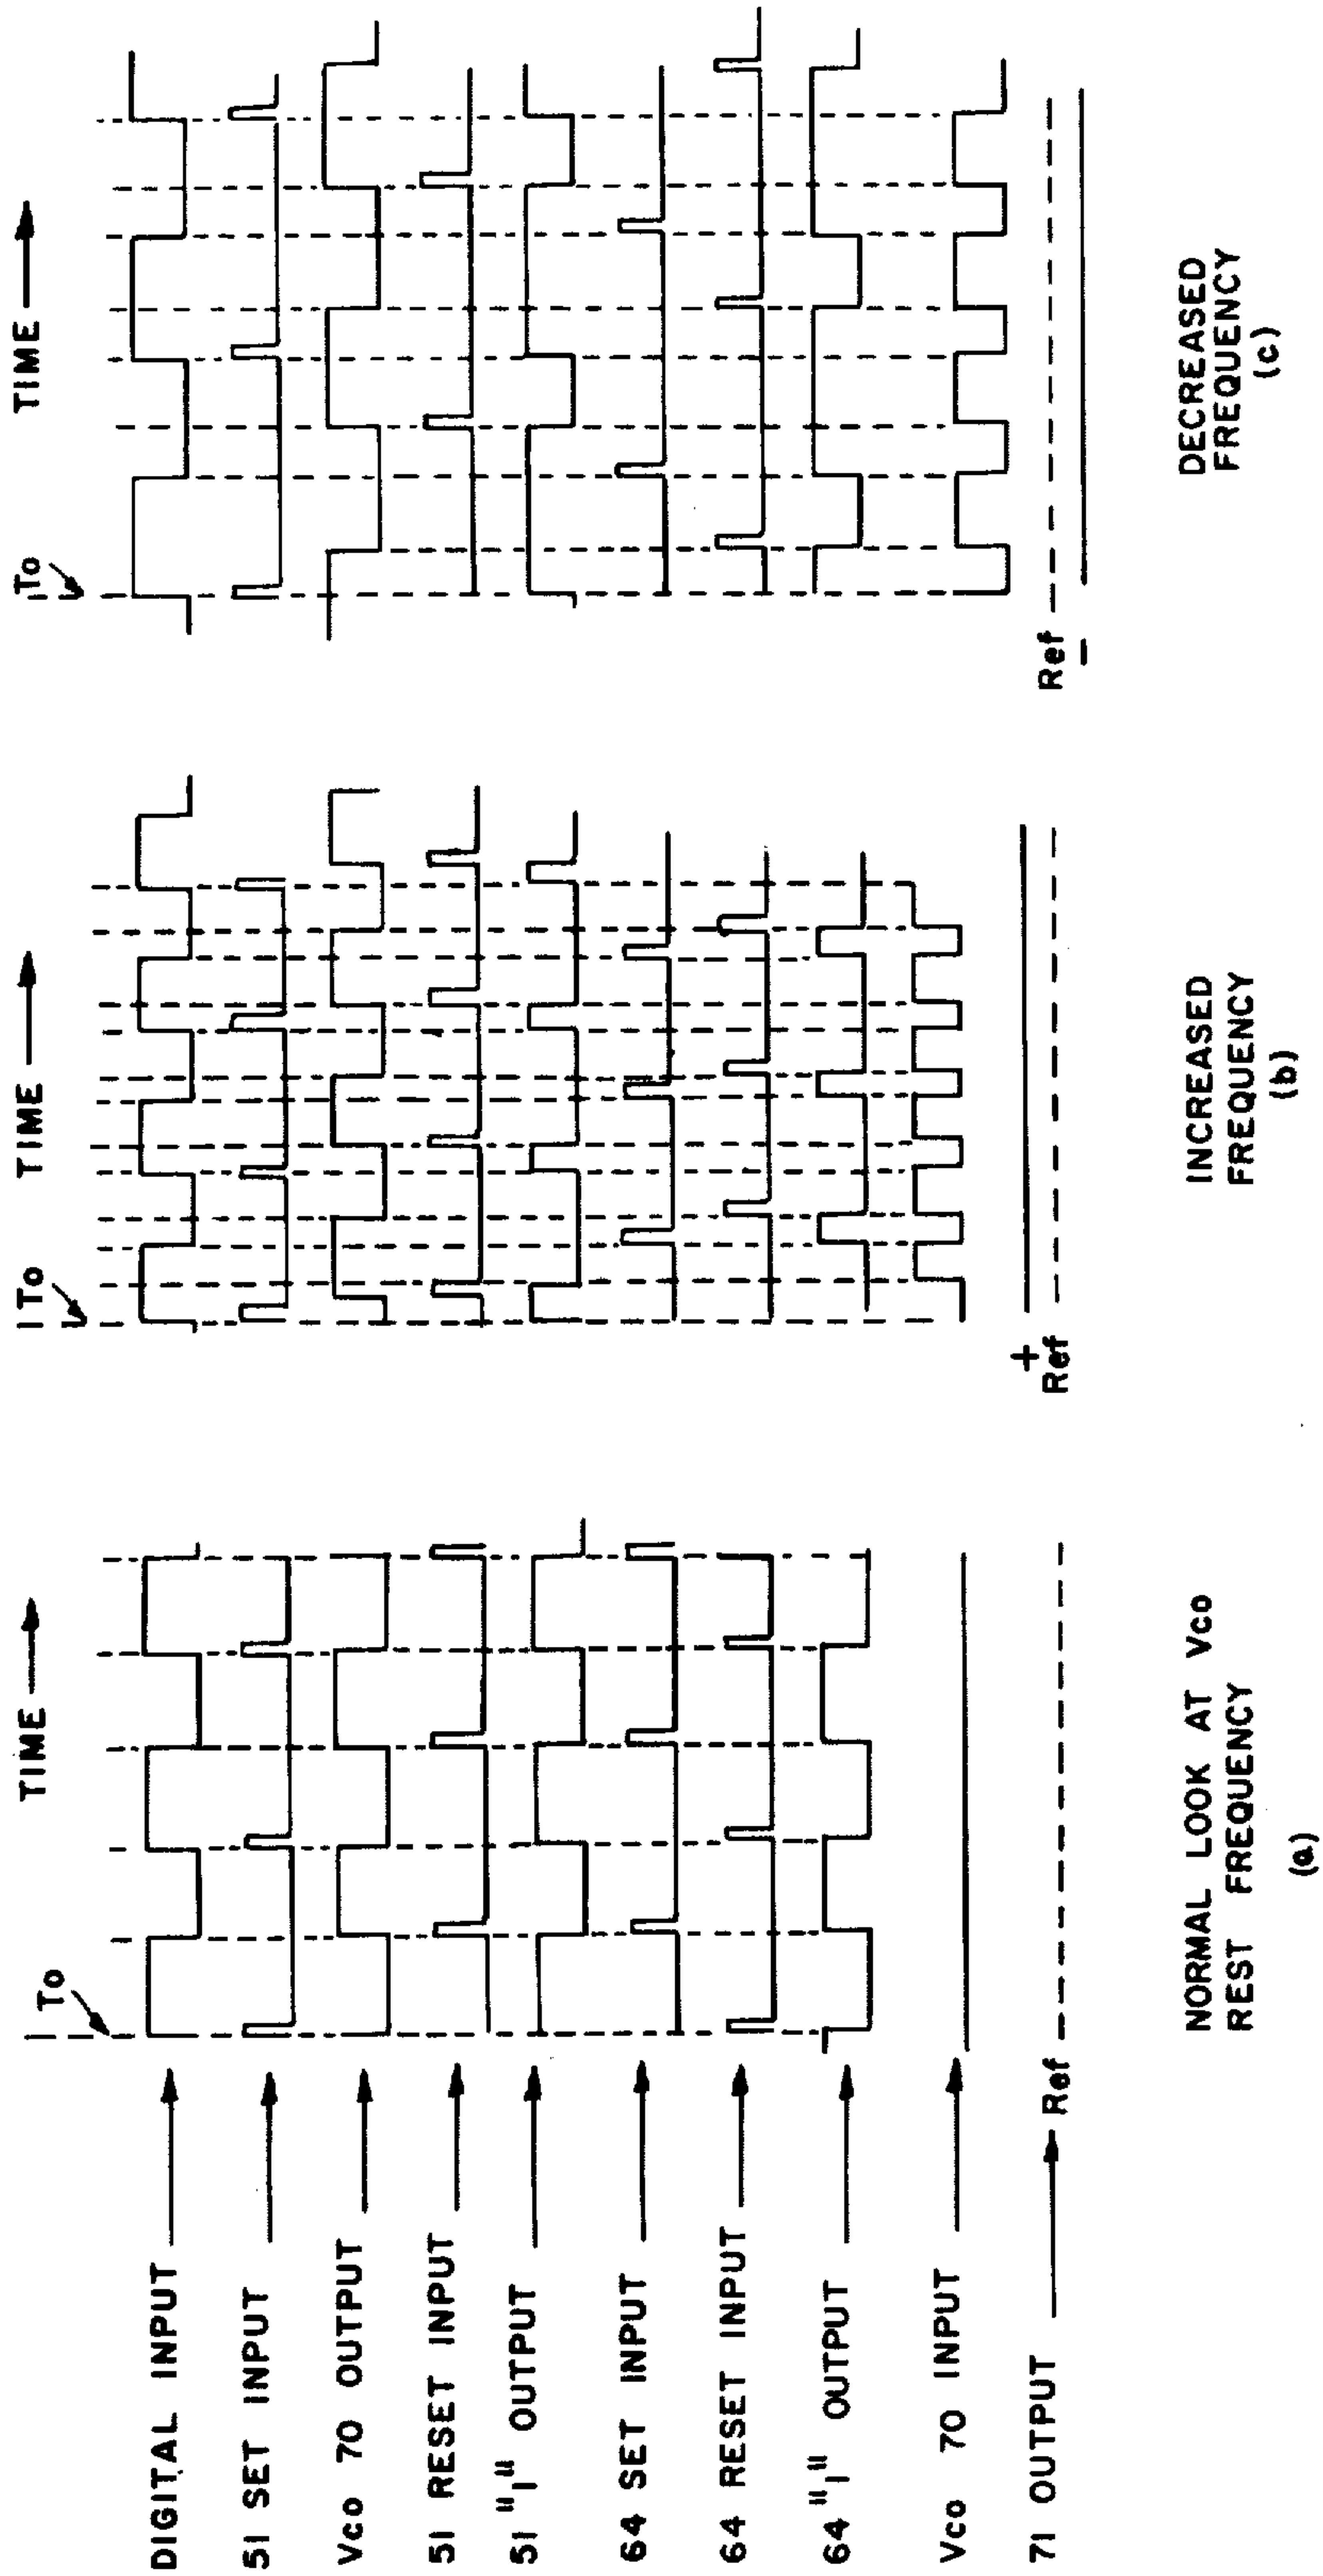 DIGITAL INPUT
51 SET INPUT
Vco 70 OUTPUT
51 RESET INPUT
51 "1" OUTPUT
64 SET INPUT
64 RESET INPUT
64 "1" OUTPUT
Vco 70 INPUT
71 OUTPUT
TIME
To
Ref
NORMAL LOOK AT Vco
REST FREQUENCY
(a)
TIME
To
+
Ref
INCREASED
FREQUENCY
(b)
TIME
To
Ref
–
DECREASED
FREQUENCY
(c)